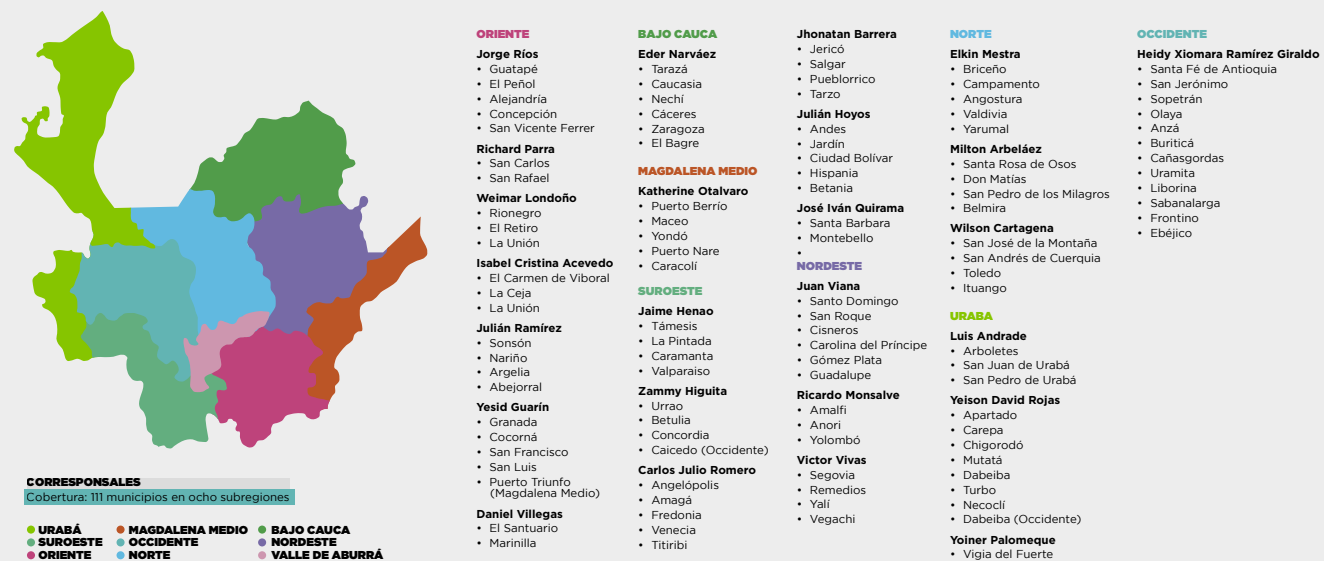 CORRESPONSALES
Cobertura: 111 municipios en ocho subregiones
URABÁ
MAGDALENA MEDIO
BAJO CAUCA
SUROESTE
OCCIDENTE
NORDESTE
ORIENTE
NORTE
VALLE DE ABURRÁ
ORIENTE
Jorge Ríos
• Guatapé
• El Peñol
• Alejandría
• Concepción
• San Vicente Ferrer
Richard Parra
• San Carlos
• San Rafael
Weimar Londoño
• Rionegro
• El Retiro
• La Unión
Isabel Cristina Acevedo
• El Carmen de Viboral
• La Ceja
• La Unión
Julián Ramírez
• Sonsón
• Nariño
• Argelia
• Abejorral
Yesid Guarín
• Granada
• Cocorná
• San Francisco
• San Luis
• Puerto Triunfo
(Magdalena Medio)
Daniel Villegas
• El Santuario
• Marinilla
BAJO CAUCA
Eder Narváez
• Tarazá
• Caucasia
• Nechí
• Cáceres
• Zaragoza
• El Bagre
MAGDALENA MEDIO
Katherine Otalvaro
• Puerto Berrío
• Maceo
• Yondó
• Puerto Nare
• Caracolí
SUROESTE
Jaime Henao
• Támesis
• La Pintada
• Caramanta
• Valparaiso
Zammy Higuita
• Urrao
• Betulia
• Concordia
• Caicedo (Occidente)
Carlos Julio Romero
• Angelópolis
• Amagá
• Fredonia
• Venecia
• Titiribi
Jhonatan Barrera
• Jericó
• Salgar
• Pueblorrico
• Tarzo
Julián Hoyos
• Andes
• Jardín
• Ciudad Bolívar
• Hispania
• Betania
José Iván Quirama
• Santa Barbara
• Montebello
•
NORDESTE
Juan Viana
• Santo Domingo
• San Roque
• Cisneros
• Carolina del Príncipe
• Gómez Plata
• Guadalupe
Ricardo Monsalve
• Amalfi
• Anori
• Yolombó
Victor Vivas
• Segovia
• Remedios
• Yalí
• Vegachi
NORTE
Elkin Mestra
• Briceño
• Campamento
• Angostura
• Valdivia
• Yarumal
Milton Arbeláez
• Santa Rosa de Osos
• Don Matías
• San Pedro de los Milagros
• Belmira
Wilson Cartagena
• San José de la Montaña
• San Andrés de Cuerquia
• Toledo
• Ituango
URABA
Luis Andrade
• Arboletes
• San Juan de Urabá
• San Pedro de Urabá
Yeison David Rojas
• Apartado
• Carepa
• Chigorodó
• Mutatá
• Dabeiba
• Turbo
• Necoclí
• Dabeiba (Occidente)
Yoiner Palomeque
• Vigia del Fuerte
OCCIDENTE
Heidy Xiomara Ramírez Giraldo
• Santa Fé de Antioquia
• San Jerónimo
• Sopetrán
• Olaya
• Anzá
• Buriticá
• Cañasgordas
• Uramita
• Liborina
• Sabanalarga
• Frontino
• Ebéjico